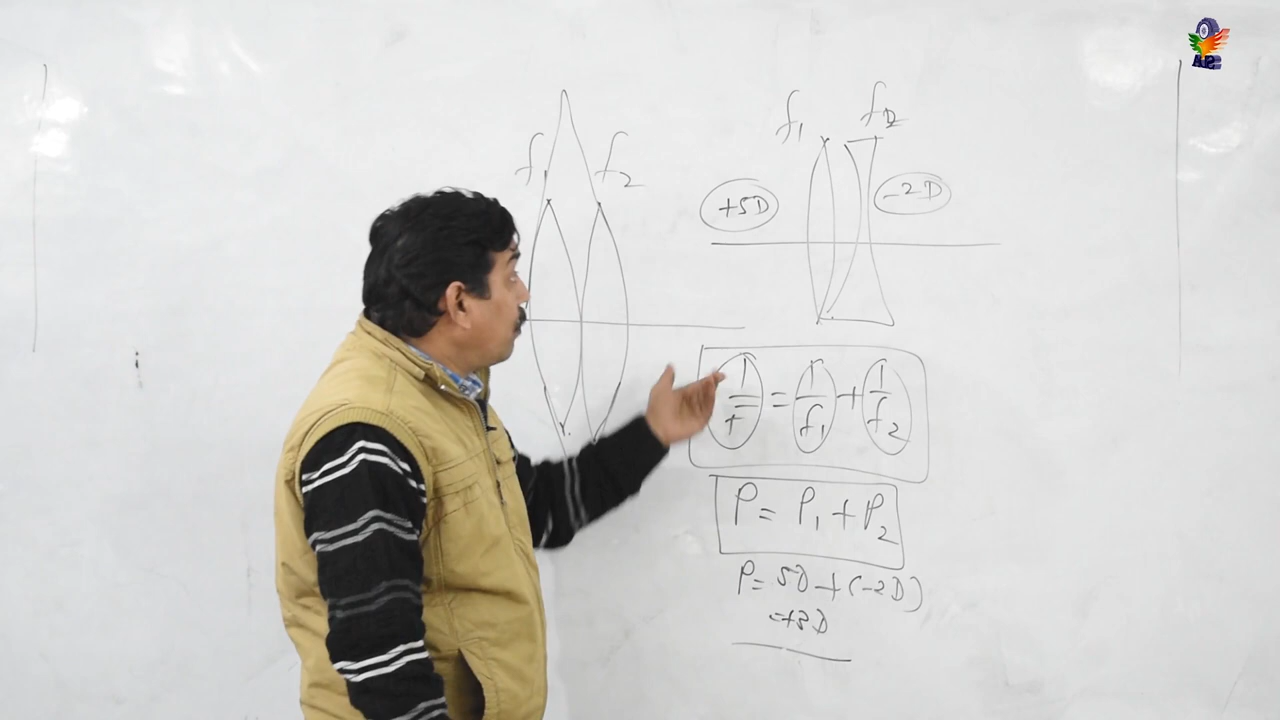 f1 f2
f1 f2
+5D -2D
1/F = 1/f1 + 1/f2
P = P1 + P2
P = 5D + (-2D)
= +3D